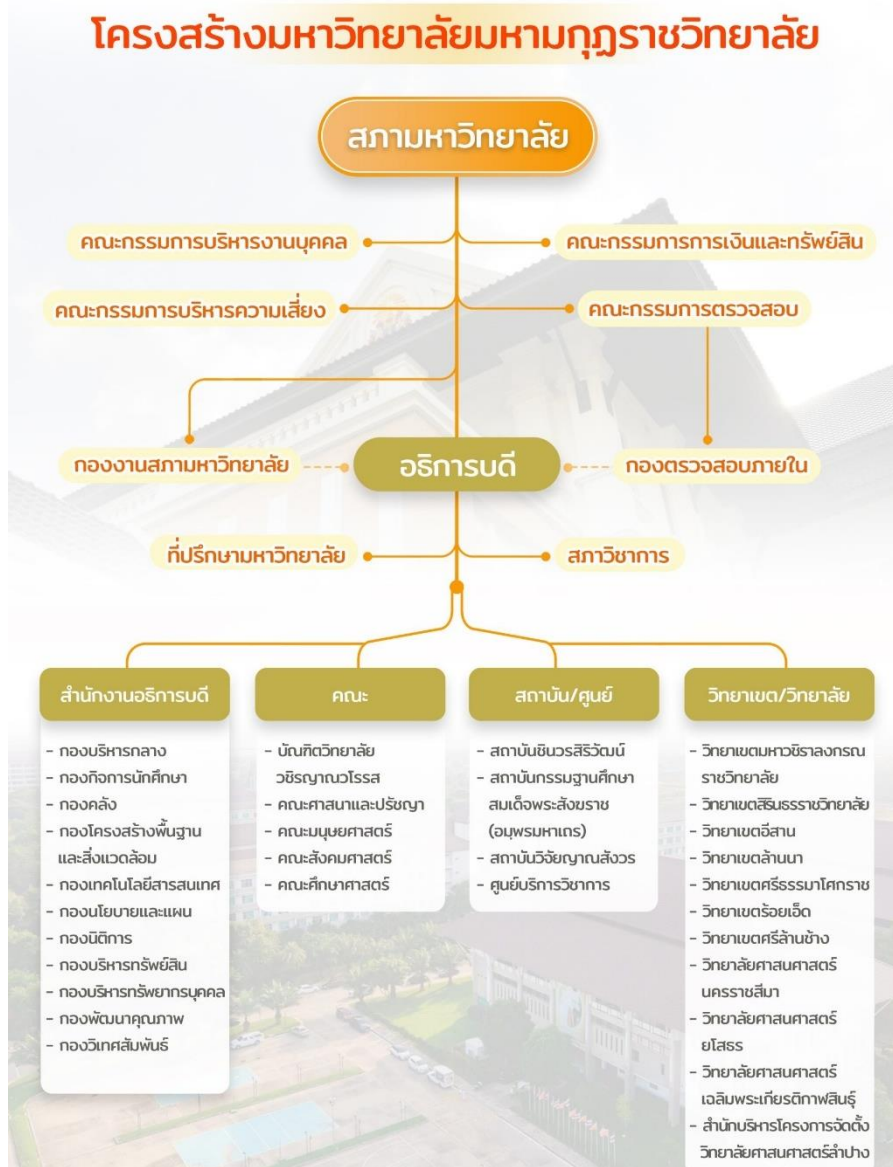 โครงสร้างมหาวิทยาลัยมหามกุฏราชวิทยาลัย
สภามหาวิทยาลัย
คณะกรรมการบริหารงานบุคคล
คณะกรรมการการเงินและทรัพย์สิน
คณะกรรมการบริหารความเสี่ยง
คณะกรรมการตรวจสอบ
กองงานสภามหาวิทยาลัย
อธิการบดี
กองตรวจสอบภายใน
ที่ปรึกษามหาวิทยาลัย
สภาวิชาการ
สำนักงานอธิการบดี
- กองบริหารกลาง
- กองกิจการนักศึกษา
- กองคลัง
- กองโครงสร้างพื้นฐาน
และสิ่งแวดล้อม
- กองเทคโนโลยีสารสนเทศ
- กองนโยบายและแผน
- กองนิติการ
- กองบริหารทรัพย์สิน
- กองบริหารทรัพยากรบุคคล
- กองพัฒนาคุณภาพ
- กองวิเทศสัมพันธ์
คณะ
- บัณฑิตวิทยาลัย
วชิรญาณวโรรส
- คณะศาสนาและปรัชญา
- คณะมนุษยศาสตร์
- คณะสังคมศาสตร์
- คณะศึกษาศาสตร์
สถาบัน/ศูนย์
- สถาบันชินวรสิริวัฒน์
- สถาบันกรรมฐานศึกษา
สมเด็จพระสังฆราช
(อมฺพรมหาเถร)
- สถาบันวิจัยญาณสังวร
- ศูนย์บริการวิชาการ
วิทยาเขต/วิทยาลัย
- วิทยาเขตมหาวชิราลงกรณ
ราชวิทยาลัย
- วิทยาเขตสิรินธรราชวิทยาลัย
- วิทยาเขตอีสาน
- วิทยาเขตล้านนา
- วิทยาเขตศรีธรรมาโศกราช
- วิทยาเขตร้อยเอ็ด
- วิทยาเขตศรีล้านช้าง
- วิทยาลัยศาสนศาสตร์
นครราชสีมา
- วิทยาลัยศาสนศาสตร์
ยโสธร
- วิทยาลัยศาสนศาสตร์
เฉลิมพระเกียรติกาฬสินธุ์
- สำนักบริหารโครงการจัดตั้ง
วิทยาลัยศาสนศาสตร์ลำปาง